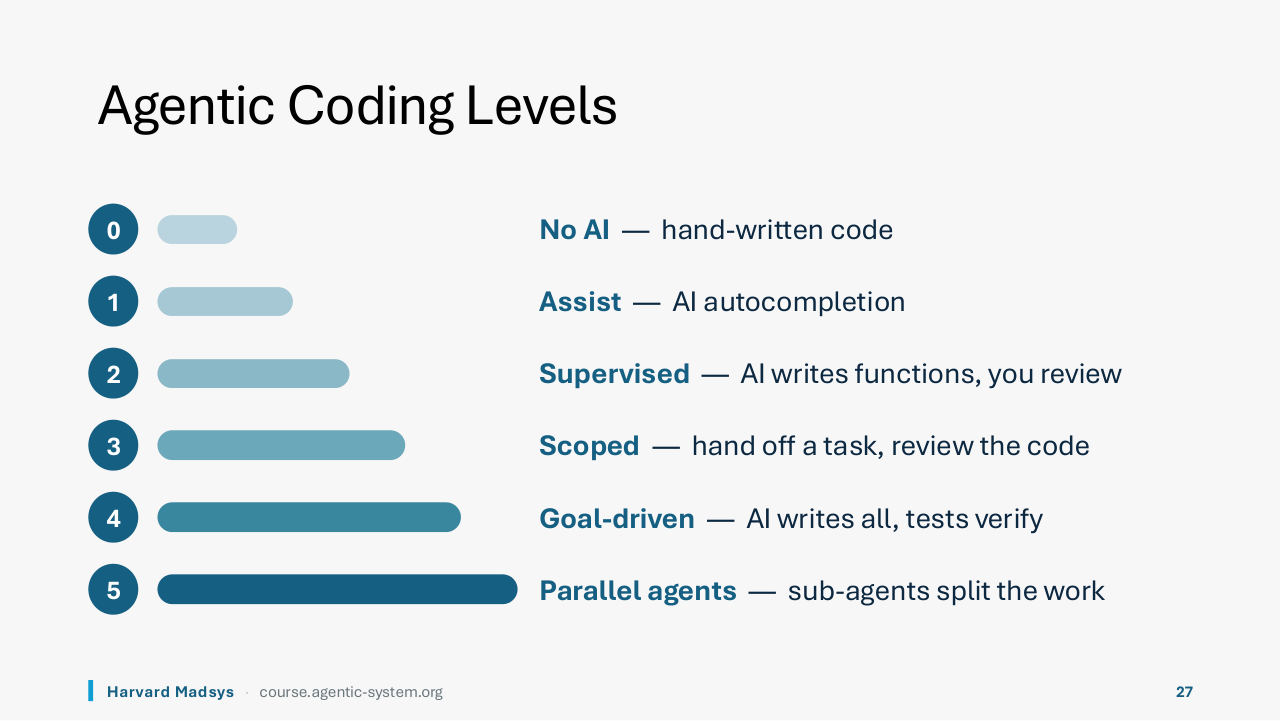 Agentic Coding Levels
0 No AI — hand-written code
1 Assist — AI autocompletion
2 Supervised — AI writes functions, you review
3 Scoped — hand off a task, review the code
4 Goal-driven — AI writes all, tests verify
5 Parallel agents — sub-agents split the work
Harvard Madsys · course.agentic-system.org 27